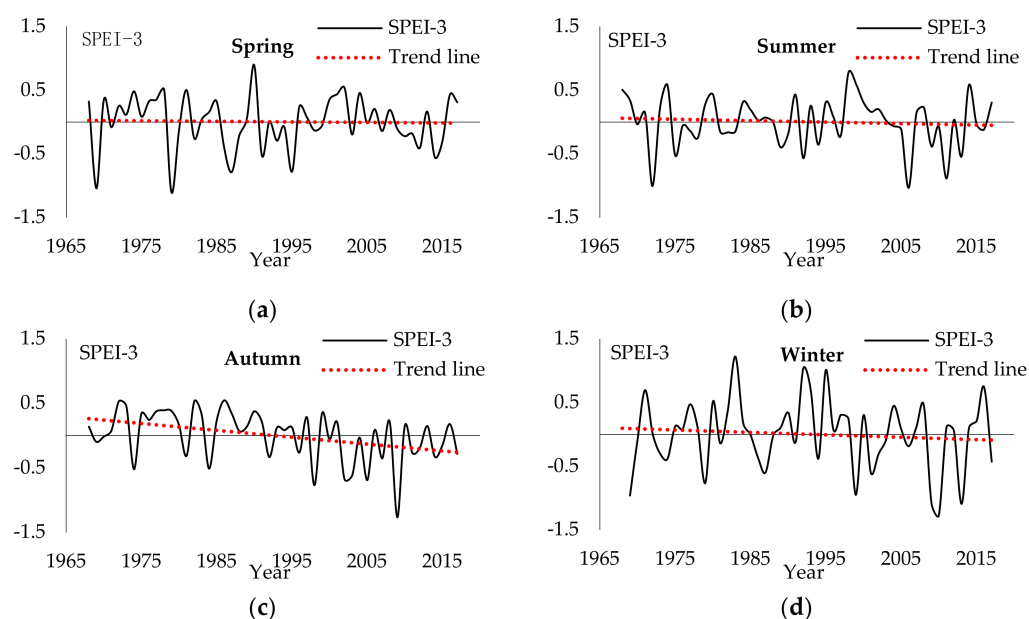 1.5
SPEI-3
Spring
SPEI-3
Trend line
0.5
-0.5
-1.5
1965
1975
1985
1995
2005
2015
Year
(a)
1.5
SPEI-3
Summer
SPEI-3
Trend line
0.5
-0.5
-1.5
1965
1975
1985
1995
2005
2015
Year
(b)
1.5
SPEI-3
Autumn
SPEI-3
Trend line
0.5
-0.5
-1.5
1965
1975
1985
1995
2005
2015
Year
(c)
1.5
SPEI-3
Winter
SPEI-3
Trend line
0.5
-0.5
-1.5
1965
1975
1985
1995
2005
2015
Year
(d)